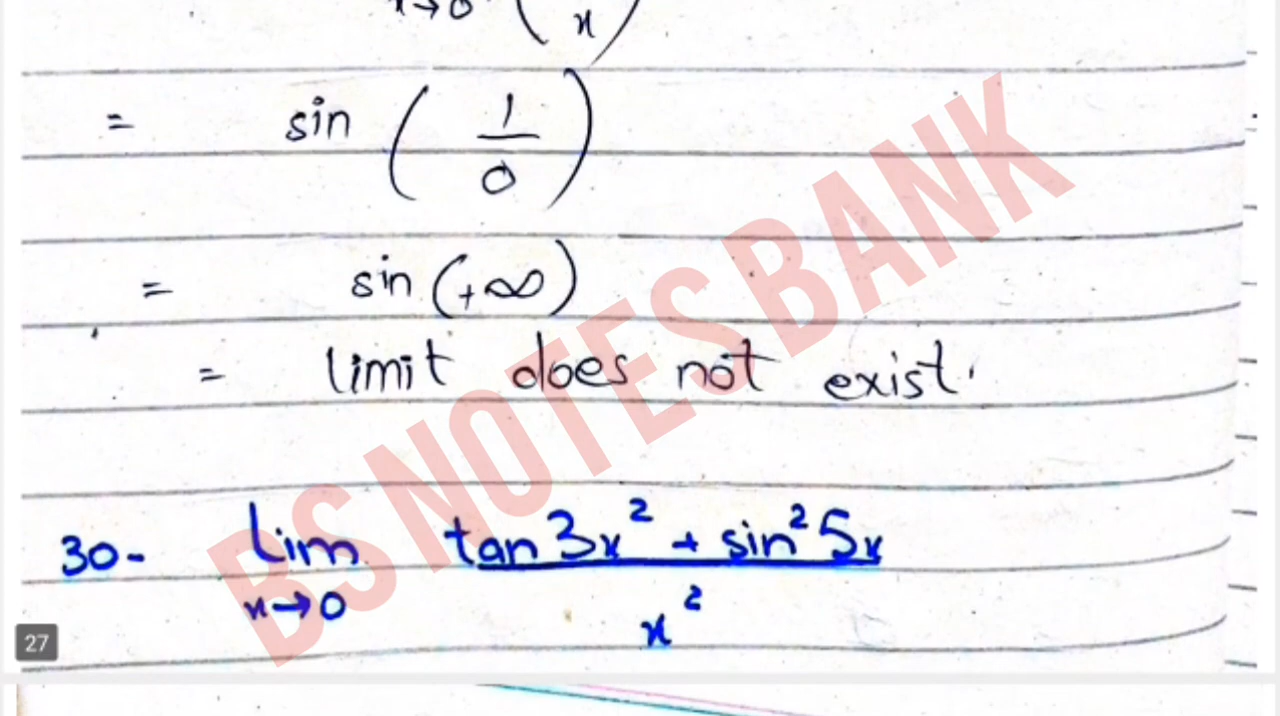 x→0 ( x )
= sin ( 1 / 0 )
= sin (+∞)
= limit does not exist.
30- lim tan 3x² + sin² 5x
x→0 x²
27
BS NOTES BANK